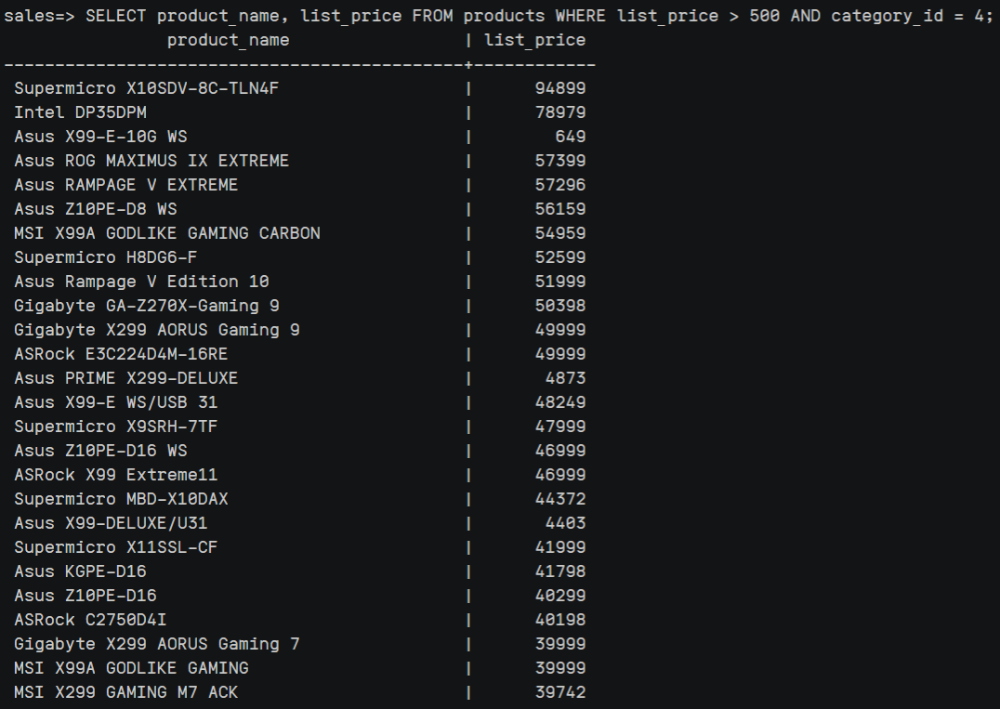 sales=> SELECT product_name, list_price FROM products WHERE list_price > 500 AND category_id = 4;
product_name | list_price
---------------------------------------------+------------
Supermicro X10SDV-8C-TLN4F | 94899
Intel DP35DPM | 78979
Asus X99-E-10G WS | 649
Asus ROG MAXIMUS IX EXTREME | 57399
Asus RAMPAGE V EXTREME | 57296
Asus Z10PE-D8 WS | 56159
MSI X99A GODLIKE GAMING CARBON | 54959
Supermicro H8DG6-F | 52599
Asus Rampage V Edition 10 | 51999
Gigabyte GA-Z270X-Gaming 9 | 50398
Gigabyte X299 AORUS Gaming 9 | 49999
ASRock E3C224D4M-16RE | 49999
Asus PRIME X299-DELUXE | 4873
Asus X99-E WS/USB 31 | 48249
Supermicro X9SRH-7TF | 47999
Asus Z10PE-D16 WS | 46999
ASRock X99 Extreme11 | 46999
Supermicro MBD-X10DAX | 44372
Asus X99-DELUXE/U31 | 4403
Supermicro X11SSL-CF | 41999
Asus KGPE-D16 | 41798
Asus Z10PE-D16 | 40299
ASRock C2750D4I | 40198
Gigabyte X299 AORUS Gaming 7 | 39999
MSI X99A GODLIKE GAMING | 39999
MSI X299 GAMING M7 ACK | 39742